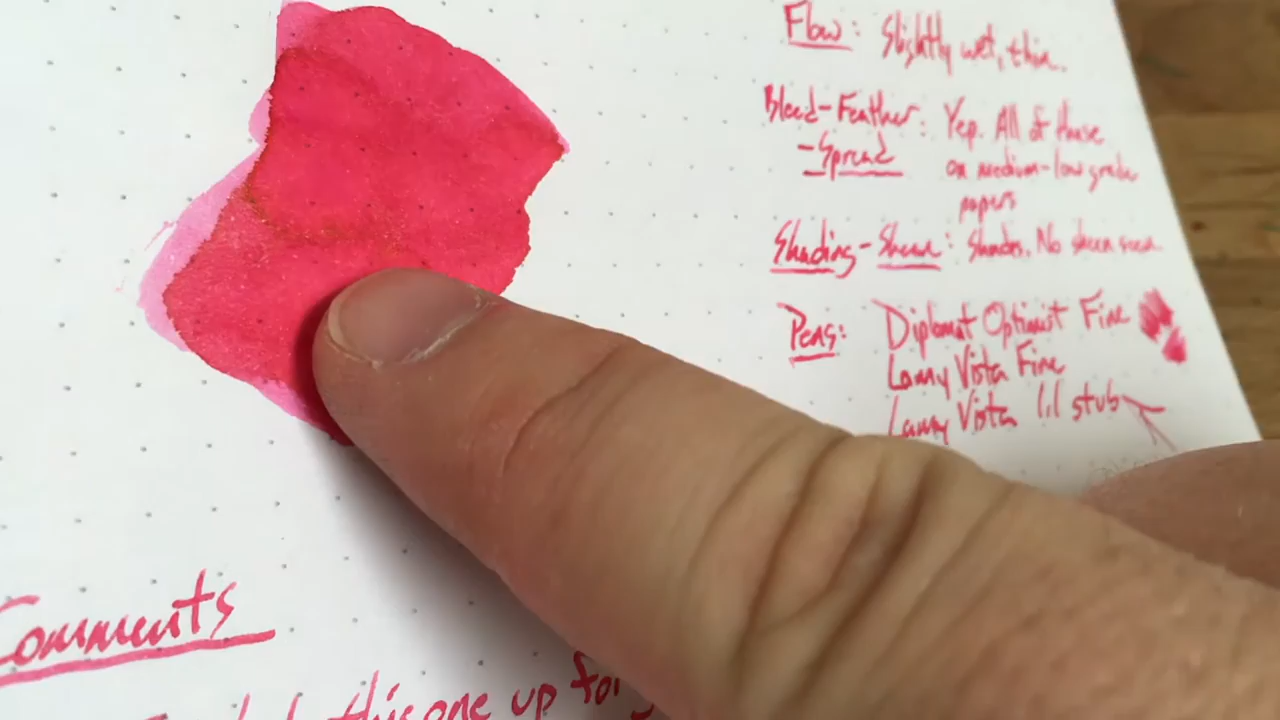 Flow: Slightly wet, thin.
Bleed-Feather: Yep. All of these
-Spread on medium-low grade
papers
Shading-Sheen: Shades. No sheen seen
Pens: Diplomat Optimist Fine
Lamy Vista Fine
Lamy Vista 1.1 stub
Comments
this one up for